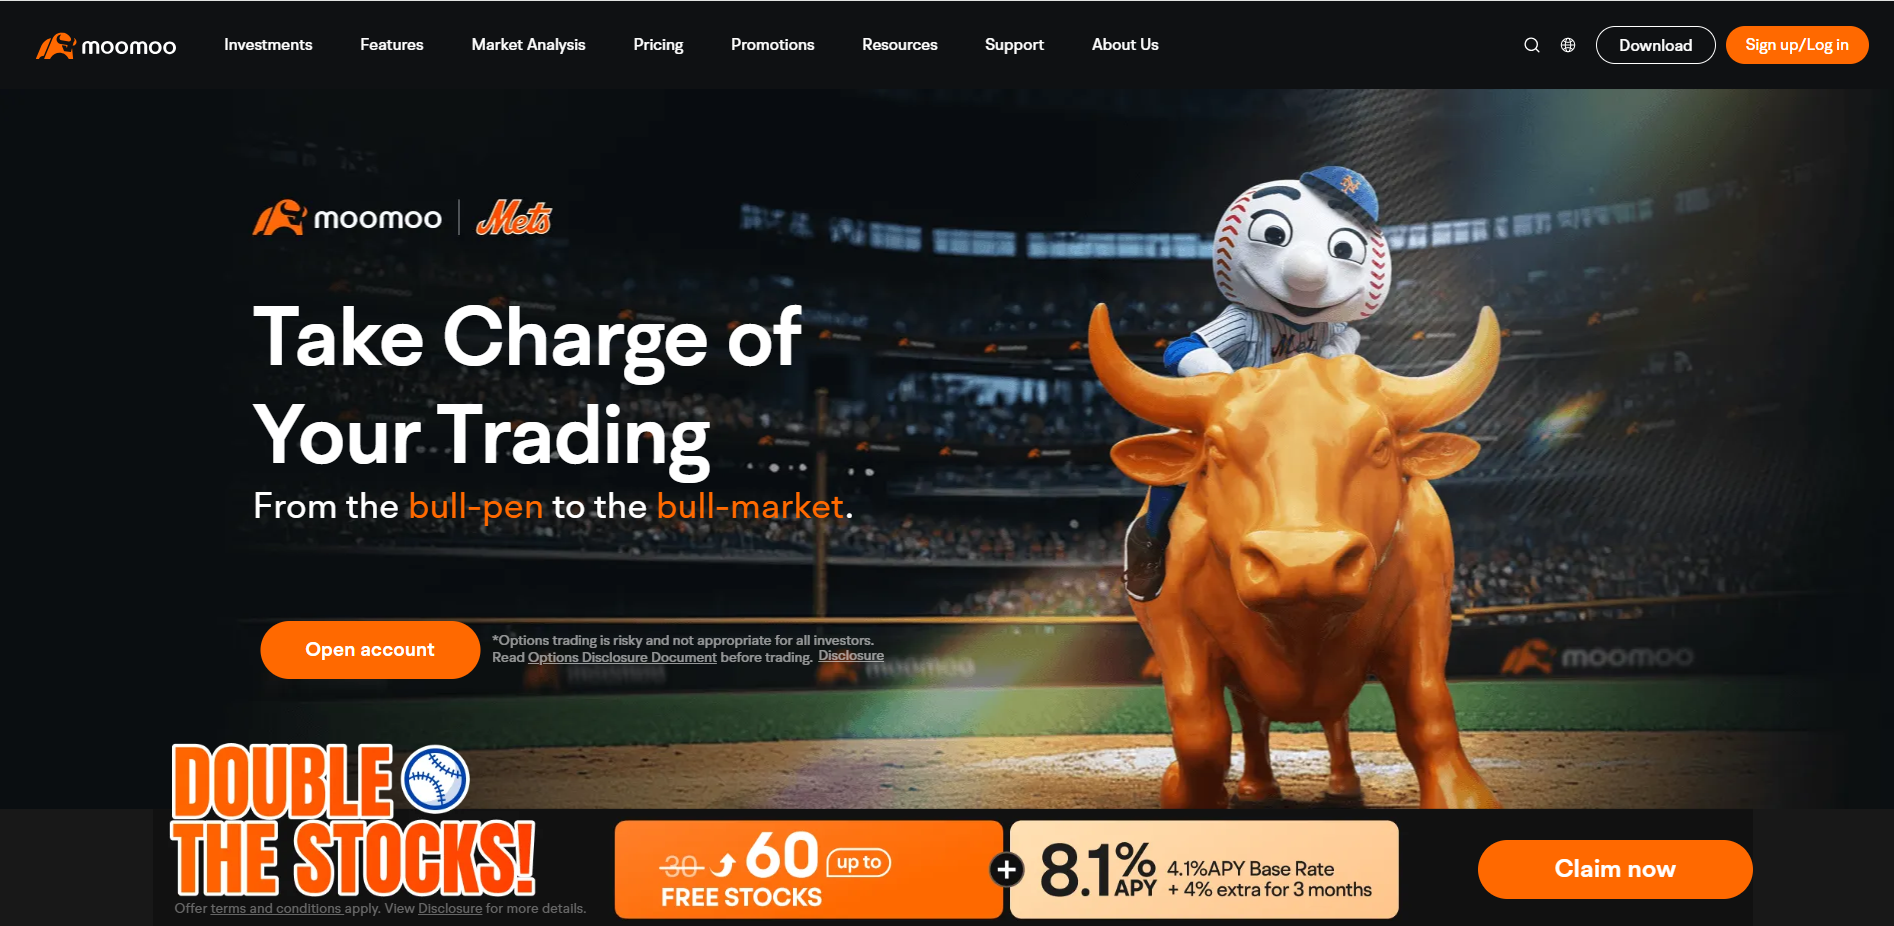 moomoo
Investments
Features
Market Analysis
Pricing
Promotions
Resources
Support
About Us
Download
Sign up/Log in
moomoo | Mets
Take Charge of
Your Trading
From the bull-pen to the bull-market.
Open account
*Options trading is risky and not appropriate for all investors.
Read Options Disclosure Document before trading. Disclosure
Mets
moomoo
moomoo
DOUBLE
THE STOCKS!
Offer terms and conditions apply. View Disclosure for more details.
30 60 up to
FREE STOCKS
+
8.1% APY
4.1%APY Base Rate
+ 4% extra for 3 months
Claim now